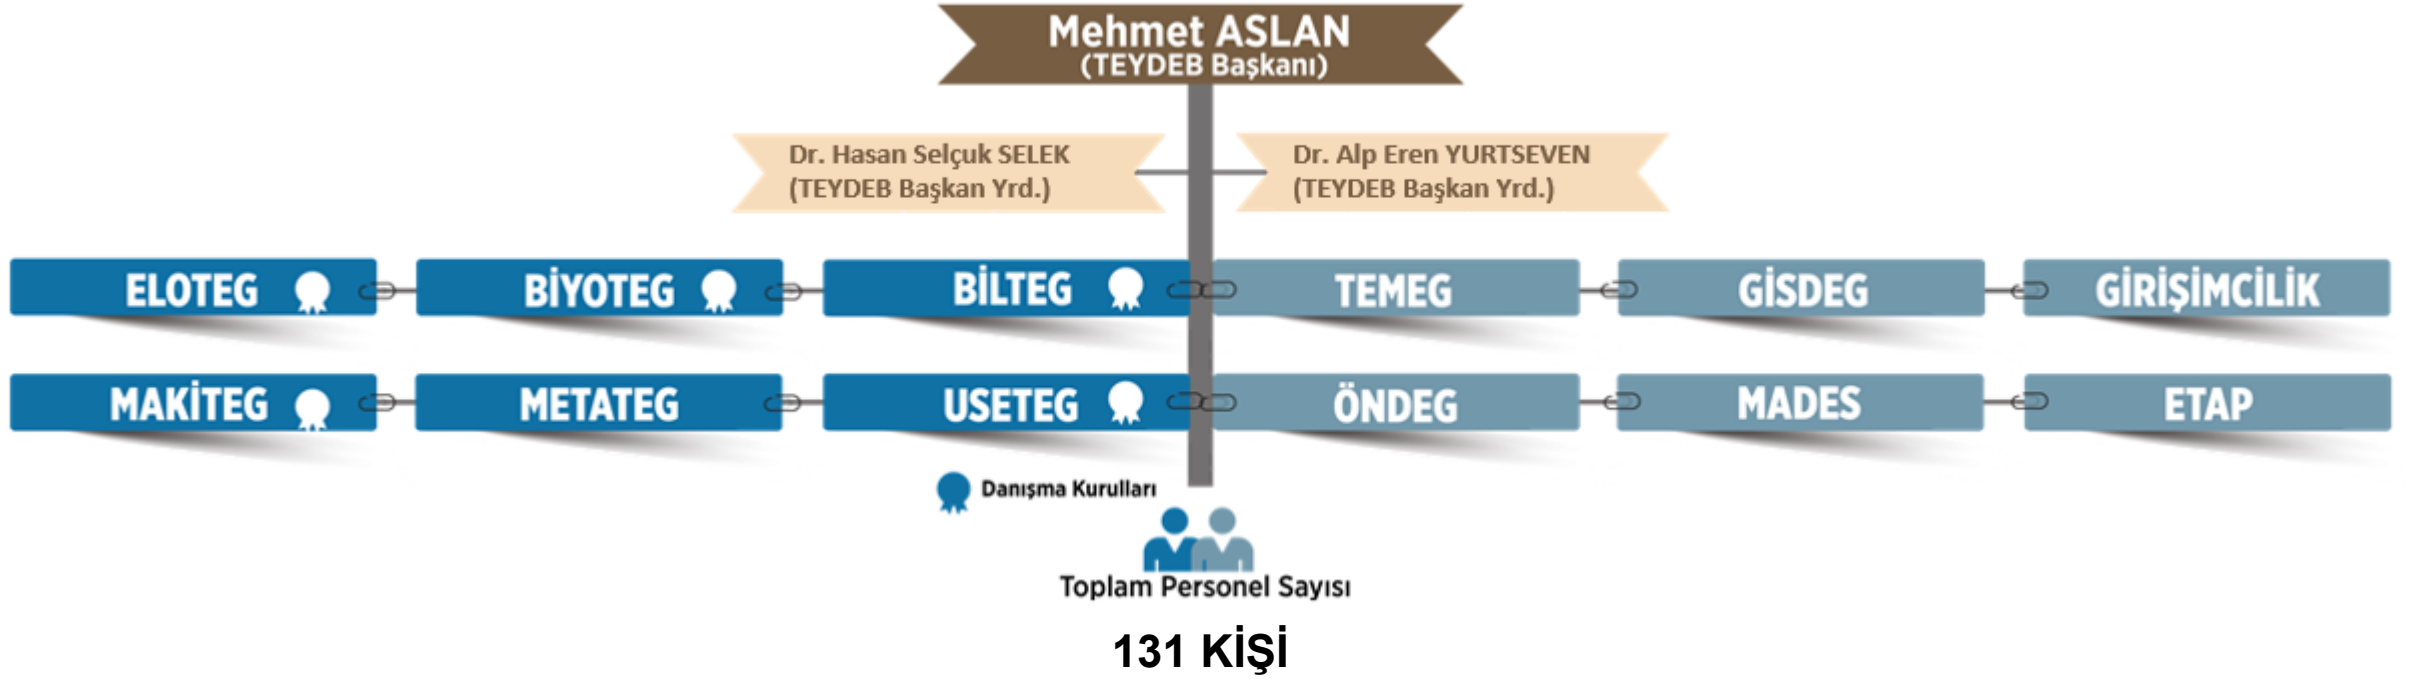 Mehmet ASLAN
(TEYDEB Başkanı)
Dr. Hasan Selçuk SELEK
(TEYDEB Başkan Yrd.)
Dr. Alp Eren YURTSEVEN
(TEYDEB Başkan Yrd.)
ELOTEG
BİYOTEG
BİLTEG
TEMEG
GİSDEG
GİRİŞİMCİLİK
MAKİTEG
METATEG
USETEG
ÖNDEG
MADES
ETAP
Danışma Kurulları
Toplam Personel Sayısı
131 KİŞİ